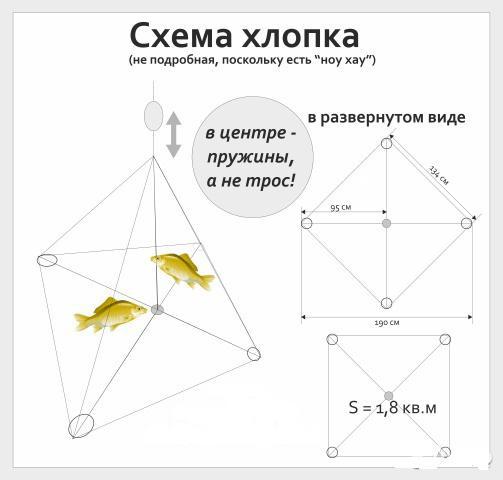 Схема хлопка
(не подробная, поскольку есть "ноу хау")
в центре -
пружины,
а не трос!
в развернутом виде
134 см
95 см
190 см
S = 1,8 кв.м